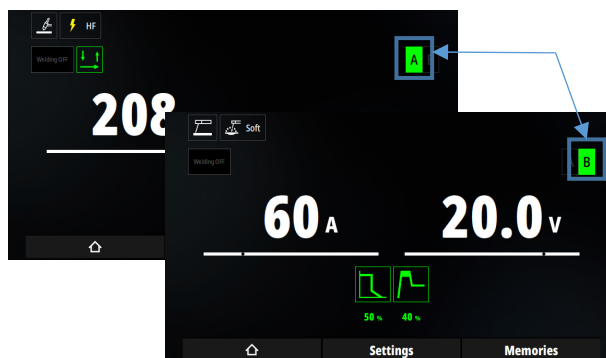 HF
Welding OFF
A B
208
Soft
Welding OFF
A B
60 A
20.0 V
50 %
40 %
Settings
Memories